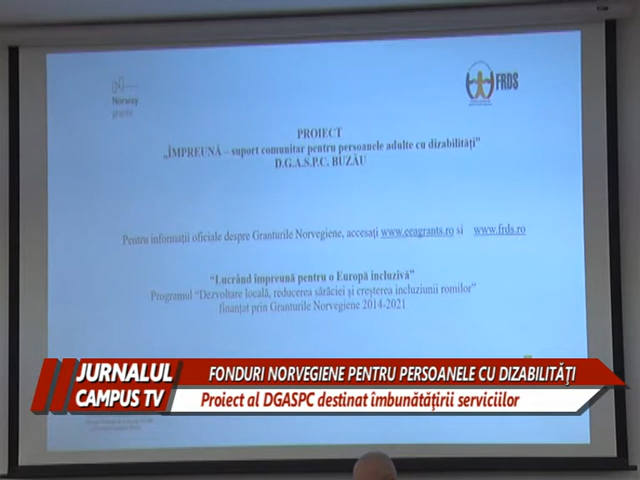 Norway
grants
FRDS
PROIECT
„ÎMPREUNĂ – suport comunitar pentru persoanele adulte cu dizabilități”
D.G.A.S.P.C. BUZĂU
Pentru informații oficiale despre Granturile Norvegiene, accesați www.eeagrants.ro si www.frds.ro
“Lucrând împreună pentru o Europă incluzivă”
Programul “Dezvoltare locală, reducerea sărăciei și creșterea incluziunii romilor”
finanțat prin Granturile Norvegiene 2014-2021
JURNALUL
CAMPUS TV
FONDURI NORVEGIENE PENTRU PERSOANELE CU DIZABILITĂŢI
Proiect al DGASPC destinat îmbunătăţirii serviciilor